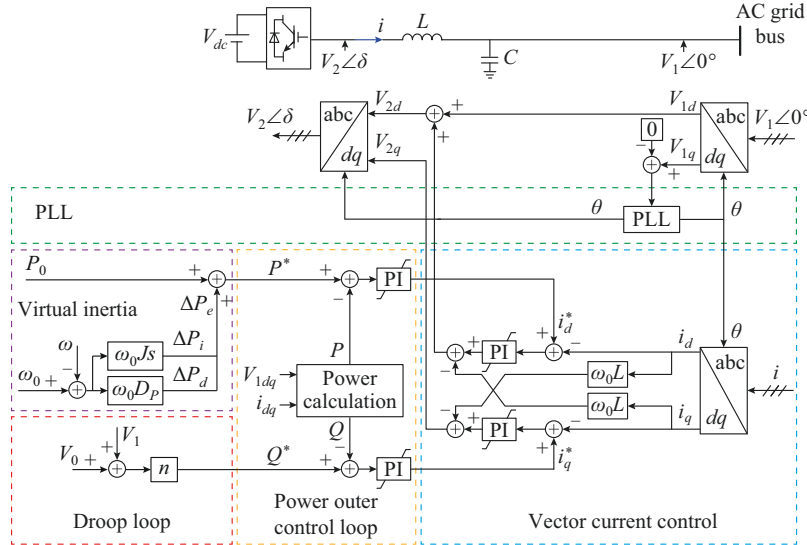 AC grid
bus
V_dc
i
L
V_2∠δ
C
V_1∠0°
V_2∠δ
abc
dq
V_2d
+
+
V_1d
abc
V_1∠0°
V_2q
0
−
V_1q
+
dq
PLL
θ
PLL
θ
P_0
+
P*
+
PI
−
Virtual inertia
ΔP_e
+
i_d*
θ
ω
ω_0Js
ΔP_i
P
+
PI
+
−
i_d
abc
−
ω_0
+
ω_0D_P
ΔP_d
V_1dq
i_dq
Power
calculation
−
ω_0L
i
−
ω_0L
dq
V_0
+
+
V_1
n
Q
−
Q*
+
PI
+
PI
−
+
i_q
i_q*
Droop loop
Power outer
control loop
Vector current control